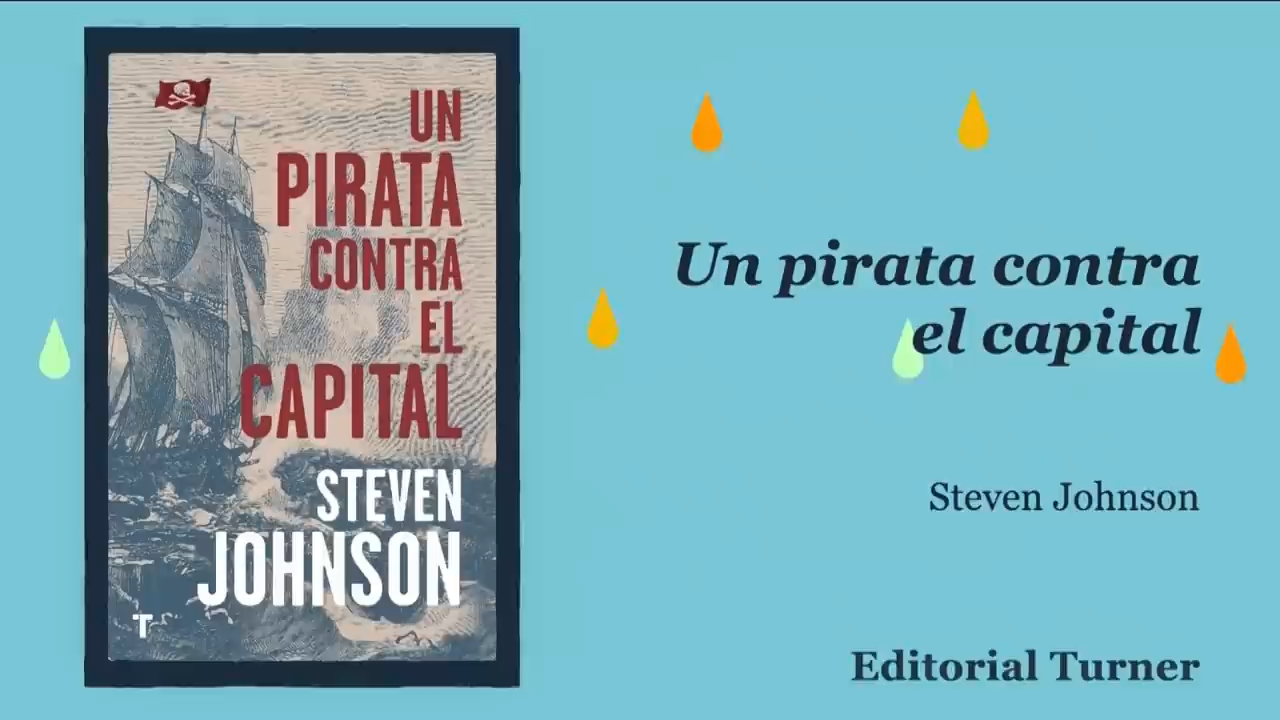 UN
PIRATA
CONTRA
EL
CAPITAL
STEVEN
JOHNSON
T
Un pirata contra
el capital
Steven Johnson
Editorial Turner